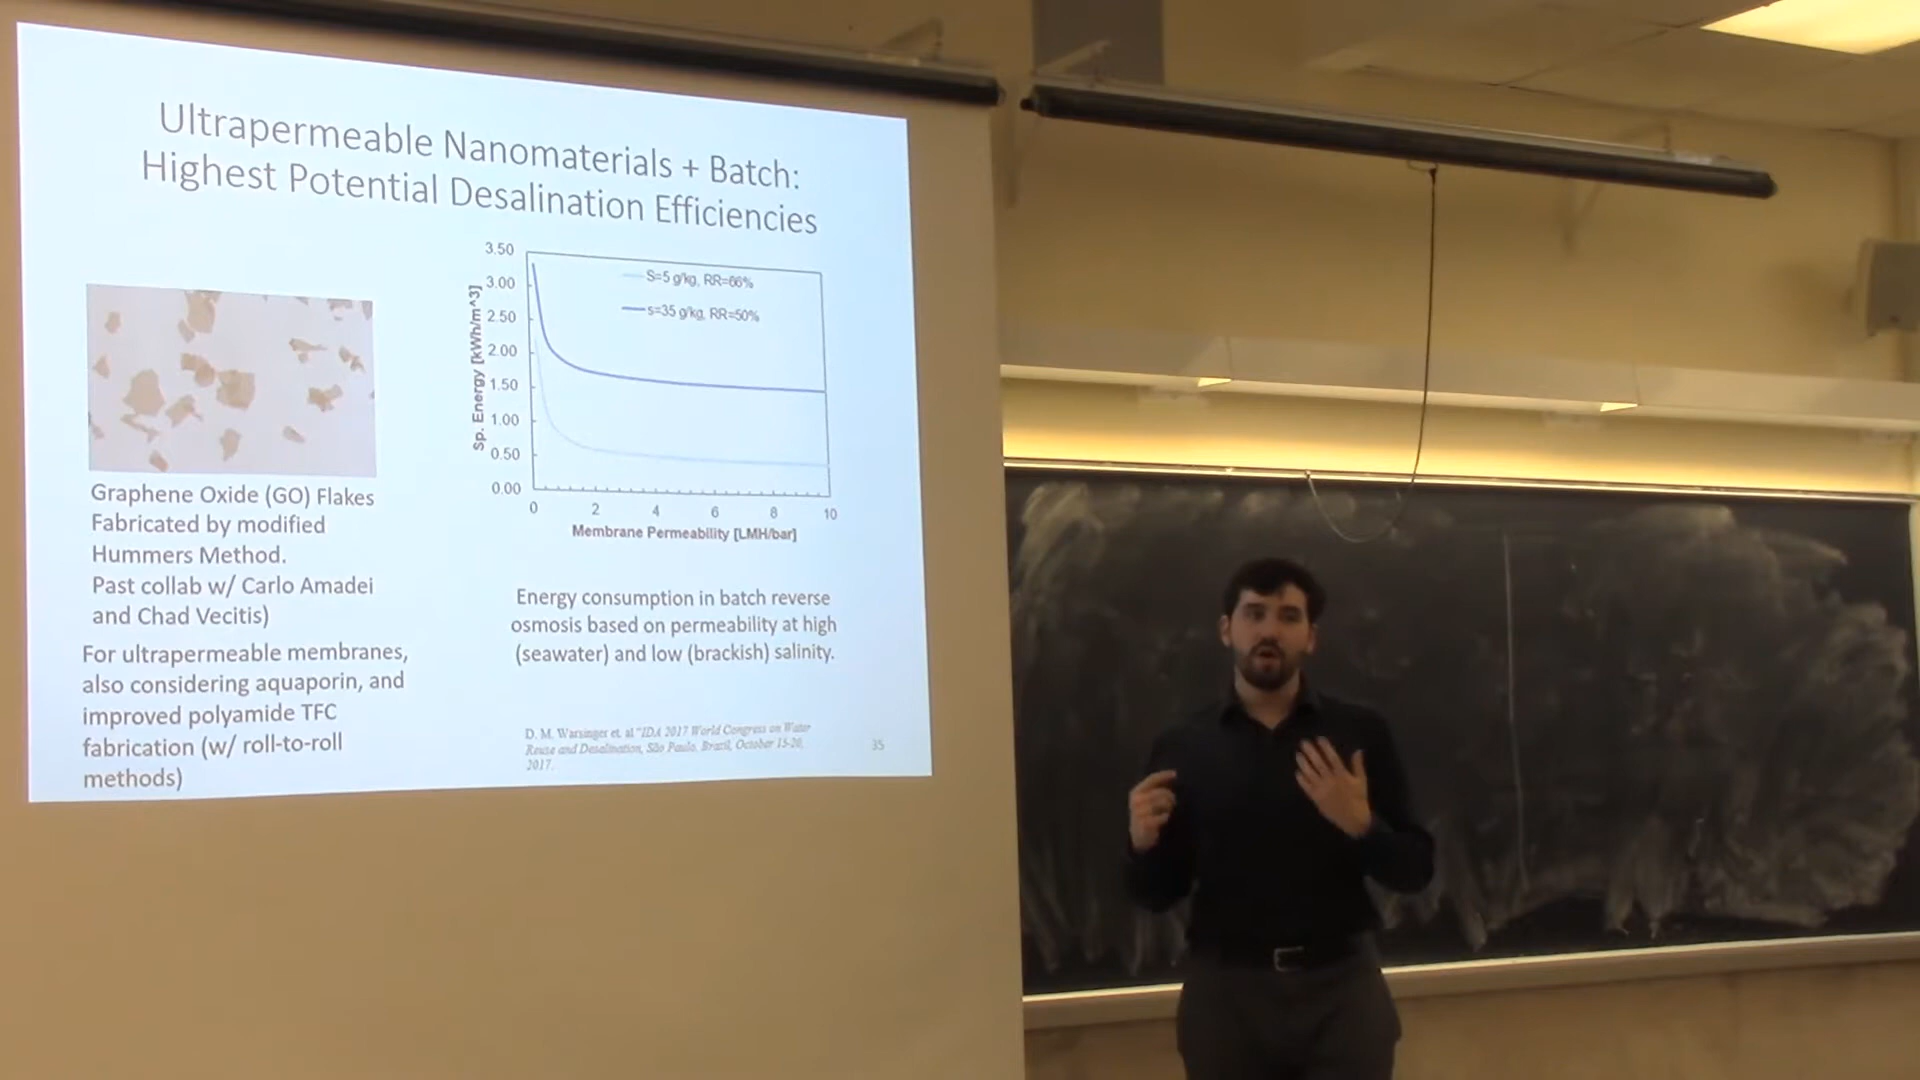 Ultrapermeable Nanomaterials + Batch:
Highest Potential Desalination Efficiencies
Graphene Oxide (GO) Flakes
Fabricated by modified
Hummers Method.
Past collab w/ Carlo Amadei
and Chad Vecitis)
For ultrapermeable membranes,
also considering aquaporin, and
improved polyamide TFC
fabrication (w/ roll-to-roll
methods)
Sp. Energy [kWh/m^3]
3.50
3.00
2.50
2.00
1.50
1.00
0.50
0.00
S=5 g/kg, RR=66%
s=35 g/kg, RR=50%
0 2 4 6 8 10
Membrane Permeability [LMH/bar]
Energy consumption in batch reverse
osmosis based on permeability at high
(seawater) and low (brackish) salinity.
D. M. Warsinger et. al "IDA 2017 World Congress on Water
Reuse and Desalination, São Paulo, Brazil, October 15-20,
2017.
35